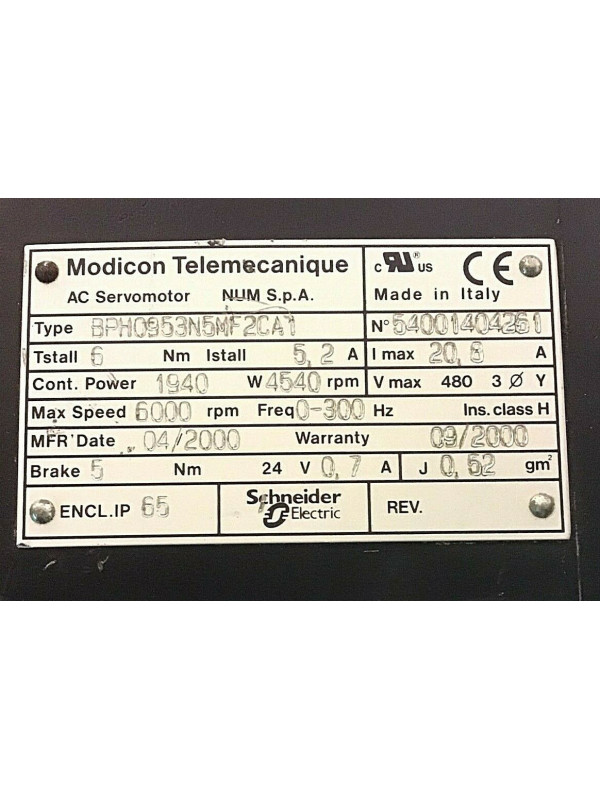 Modicon Telemecanique
c RU® US CE
AC Servomotor NUM S.p.A. Made in Italy
Type BPH0953N5MF2CA1 N° 54001404261
Tstall 6 Nm Istall 5,2 A I max 20,8 A
Cont. Power 1940 W 4540 rpm V max 480 3 Ø Y
Max Speed 6000 rpm Freq 0-300 Hz Ins. class H
MFR Date 04/2000 Warranty 09/2000
Brake 5 Nm 24 V 0,7 A J 0,62 gm²
ENCL.IP 65 Schneider Electric REV.